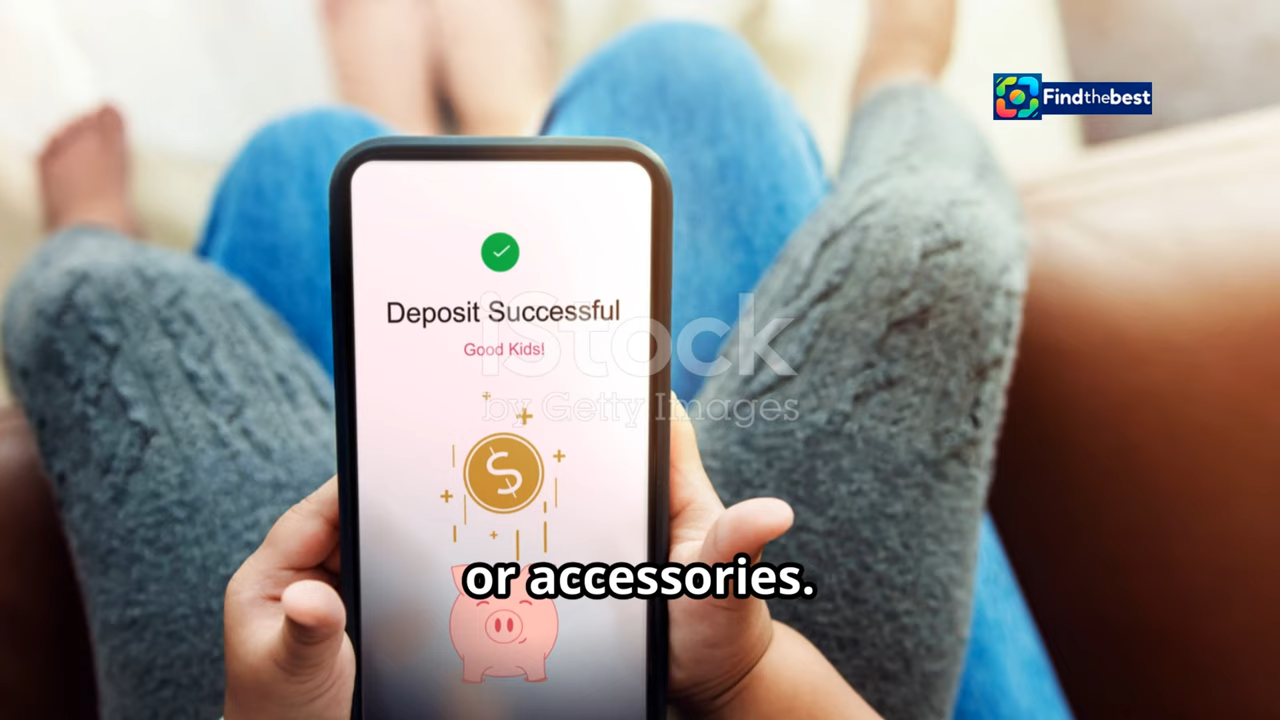 Findthebest
Deposit Successful
Good Kids!
iStock
by Getty Images
or accessories.